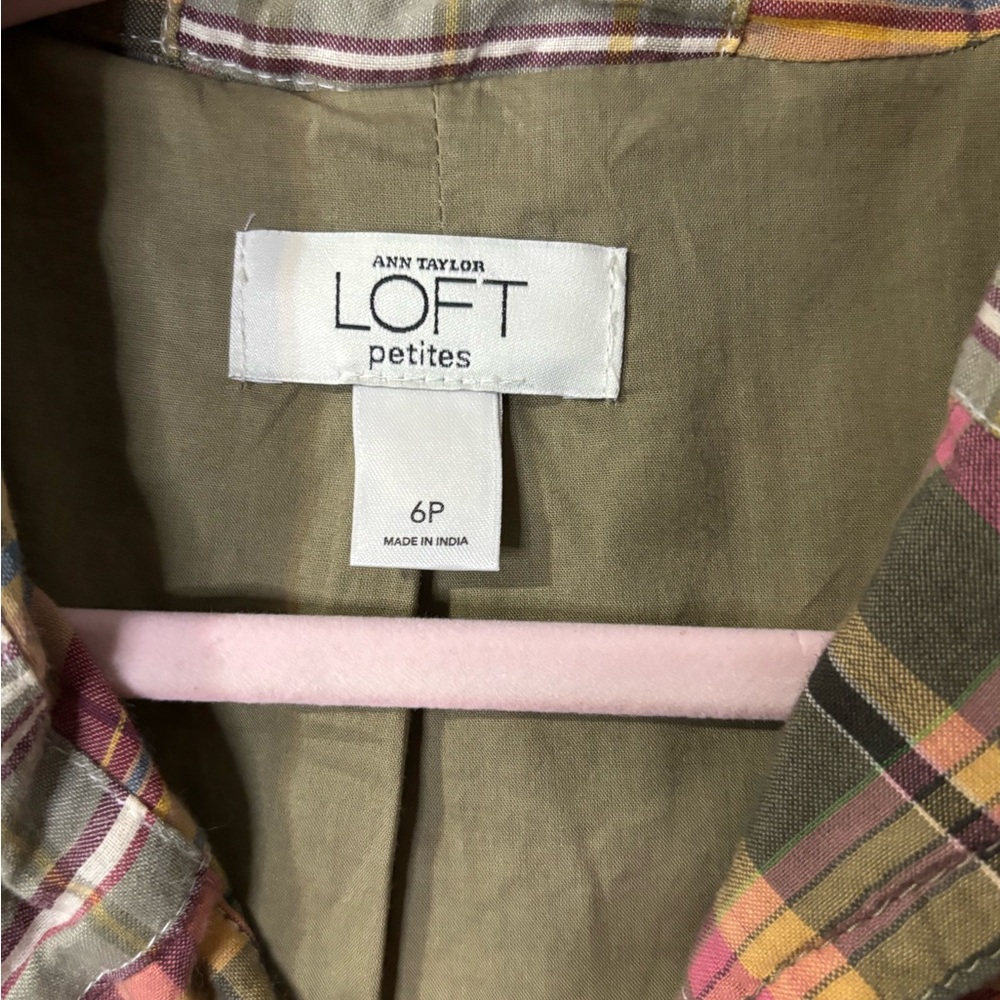 ANN TAYLOR
LOFT
petites
6P
MADE IN INDIA